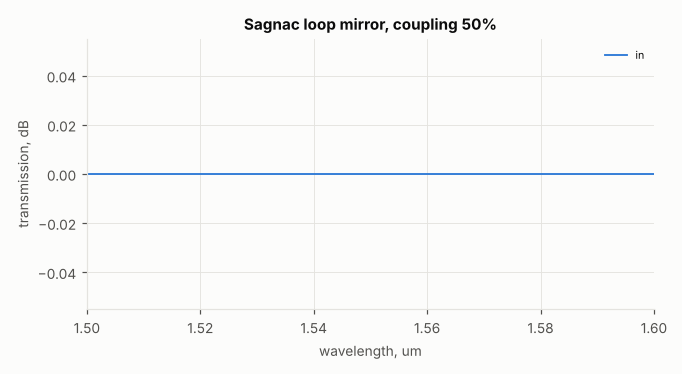 Sagnac loop mirror, coupling 50%
in
0.04
0.02
0.00
−0.02
−0.04
transmission, dB
1.50 1.52 1.54 1.56 1.58 1.60
wavelength, um